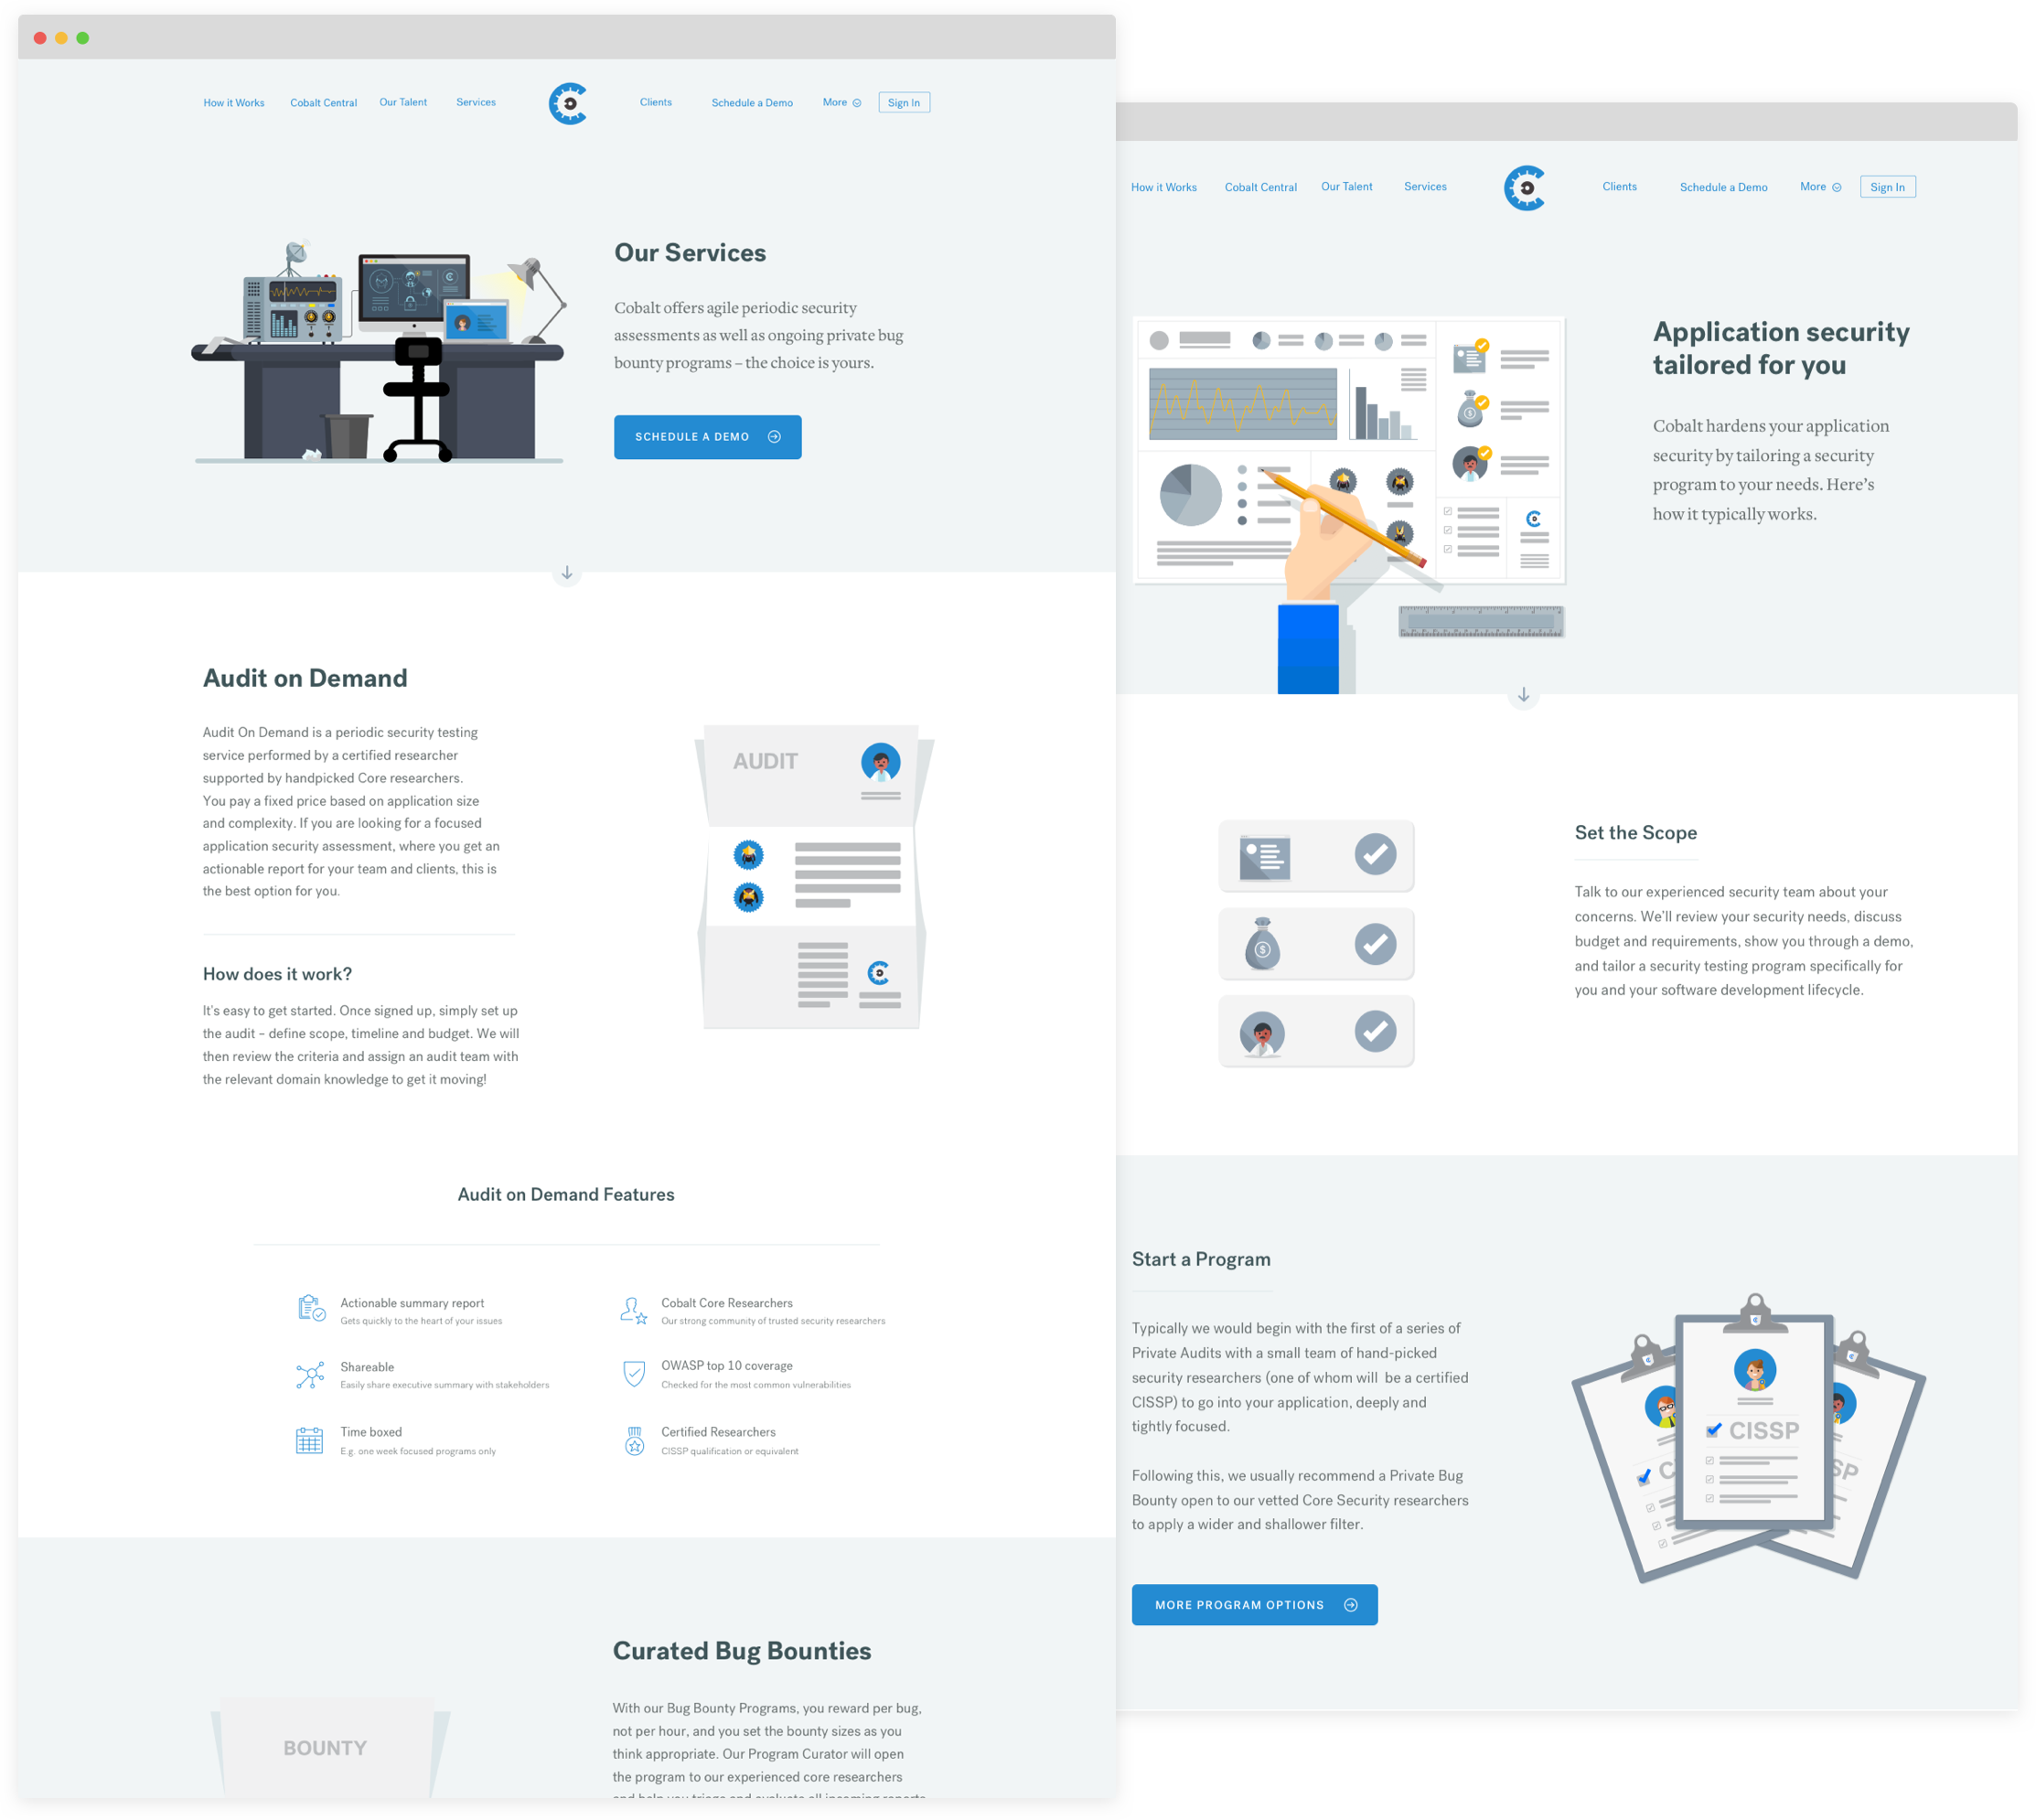 How it Works
Cobalt Central
Our Talent
Services
Clients
Schedule a Demo
More
Sign In
Our Services
Cobalt offers agile periodic security
assessments as well as ongoing private bug
bounty programs – the choice is yours.
SCHEDULE A DEMO
Audit on Demand
Audit On Demand is a periodic security testing
service performed by a certified researcher
supported by handpicked Core researchers.
You pay a fixed price based on application size
and complexity. If you are looking for a focused
application security assessment, where you get an
actionable report for your team and clients, this is
the best option for you.
How does it work?
It's easy to get started. Once signed up, simply set up
the audit – define scope, timeline and budget. We will
then review the criteria and assign an audit team with
the relevant domain knowledge to get it moving!
AUDIT
Audit on Demand Features
Actionable summary report
Gets quickly to the heart of your issues
Cobalt Core Researchers
Our strong community of trusted security researchers
Shareable
Easily share executive summary with stakeholders
OWASP top 10 coverage
Checked for the most common vulnerabilities
Time boxed
E.g. one week focused programs only
Certified Researchers
CISSP qualification or equivalent
BOUNTY
Curated Bug Bounties
With our Bug Bounty Programs, you reward per bug,
not per hour, and you set the bounty sizes as you
think appropriate. Our Program Curator will open
the program to our experienced core researchers
and help you triage and evaluate all incoming reports
How it Works
Cobalt Central
Our Talent
Services
Clients
Schedule a Demo
More
Sign In
Application security
tailored for you
Cobalt hardens your application
security by tailoring a security
program to your needs. Here's
how it typically works.
Set the Scope
Talk to our experienced security team about your
concerns. We'll review your security needs, discuss
budget and requirements, show you through a demo,
and tailor a security testing program specifically for
you and your software development lifecycle.
Start a Program
Typically we would begin with the first of a series of
Private Audits with a small team of hand-picked
security researchers (one of whom will be a certified
CISSP) to go into your application, deeply and
tightly focused.
Following this, we usually recommend a Private Bug
Bounty open to our vetted Core Security researchers
to apply a wider and shallower filter.
MORE PROGRAM OPTIONS
C
CISSP
SP